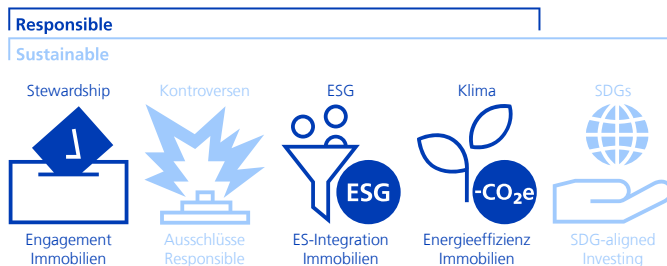 Responsible
Sustainable
Stewardship
Kontroversen
ESG
Klima
SDGs
ESG
-CO₂e
Engagement
Immobilien
Ausschlüsse
Responsible
ES-Integration
Immobilien
Energieeffizienz
Immobilien
SDG-aligned
Investing